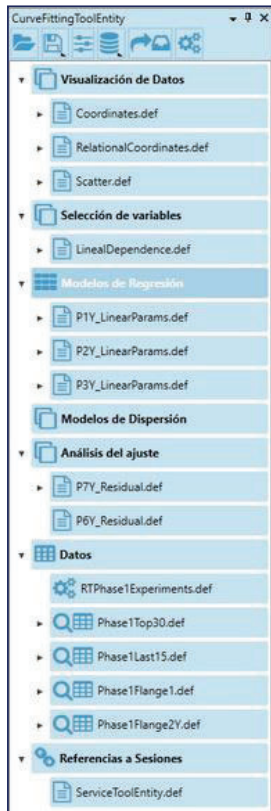 CurveFittingToolEntity
Visualización de Datos
Coordinates.def
RelationalCoordinates.def
Scatter.def
Selección de variables
LinealDependence.def
Modelos de Regresión
P1Y_LinearParams.def
P2Y_LinearParams.def
P3Y_LinearParams.def
Modelos de Dispersión
Análisis del ajuste
P7Y_Residual.def
P6Y_Residual.def
Datos
RTPhase1Experiments.def
Phase1Top30.def
Phase1Last15.def
Phase1Flange1.def
Phase1Flange2Y.def
Referencias a Sesiones
ServiceToolEntity.def